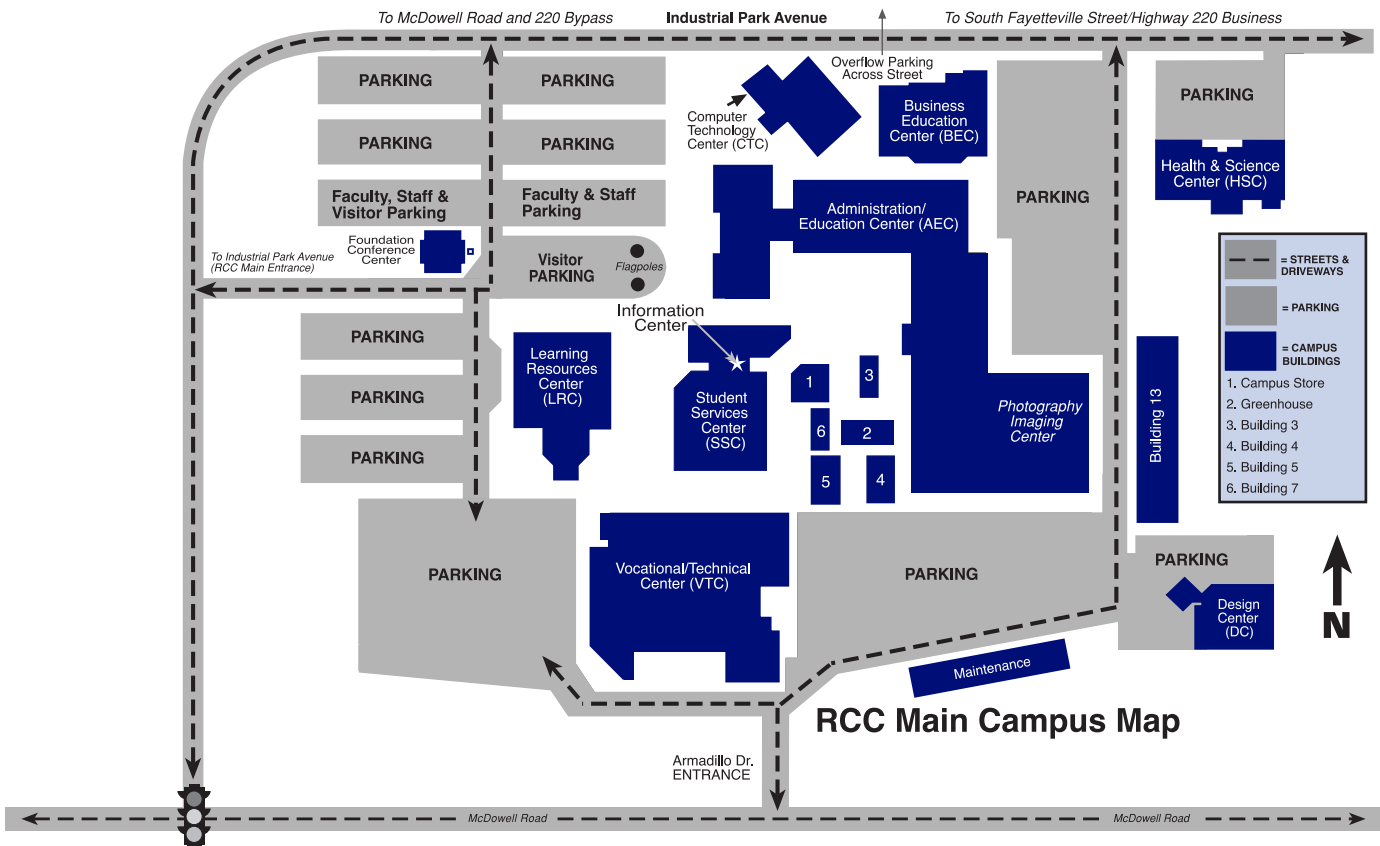 To McDowell Road and 220 Bypass
Industrial Park Avenue
To South Fayetteville Street/Highway 220 Business
Overflow Parking
Across Street
PARKING
PARKING
Computer
Technology
Center (CTC)
Business
Education
Center (BEC)
PARKING
PARKING
PARKING
Health & Science
Center (HSC)
Faculty, Staff &
Visitor Parking
Faculty & Staff
Parking
PARKING
Administration/
Education Center (AEC)
Foundation
Conference
Center
To Industrial Park Avenue
(RCC Main Entrance)
Visitor
PARKING
Flagpoles
= STREETS &
DRIVEWAYS
= PARKING
= CAMPUS
BUILDINGS
1. Campus Store
2. Greenhouse
3. Building 3
4. Building 4
5. Building 5
6. Building 7
Information
Center
PARKING
PARKING
PARKING
Learning
Resources
Center
(LRC)
Student
Services
Center
(SSC)
1
3
6
2
5
4
Photography
Imaging
Center
Building 13
PARKING
Vocational/Technical
Center (VTC)
PARKING
PARKING
Design
Center
(DC)
N
Maintenance
RCC Main Campus Map
Armadillo Dr.
ENTRANCE
McDowell Road
McDowell Road